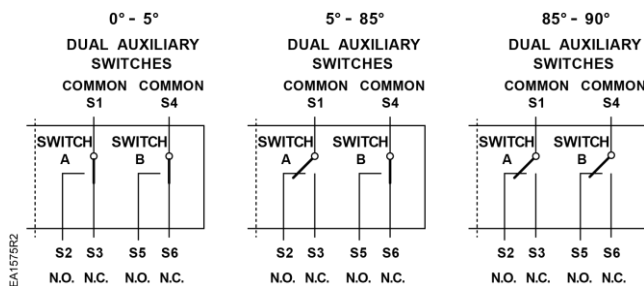 0° - 5°
DUAL AUXILIARY
SWITCHES
COMMON COMMON
S1 S4
SWITCH SWITCH
A B
S2 S3 S5 S6
N.O. N.C. N.O. N.C.
5° - 85°
DUAL AUXILIARY
SWITCHES
COMMON COMMON
S1 S4
SWITCH SWITCH
A B
S2 S3 S5 S6
N.O. N.C. N.O. N.C.
85° - 90°
DUAL AUXILIARY
SWITCHES
COMMON COMMON
S1 S4
SWITCH SWITCH
A B
S2 S3 S5 S6
N.O. N.C. N.O. N.C.
EA1575R2